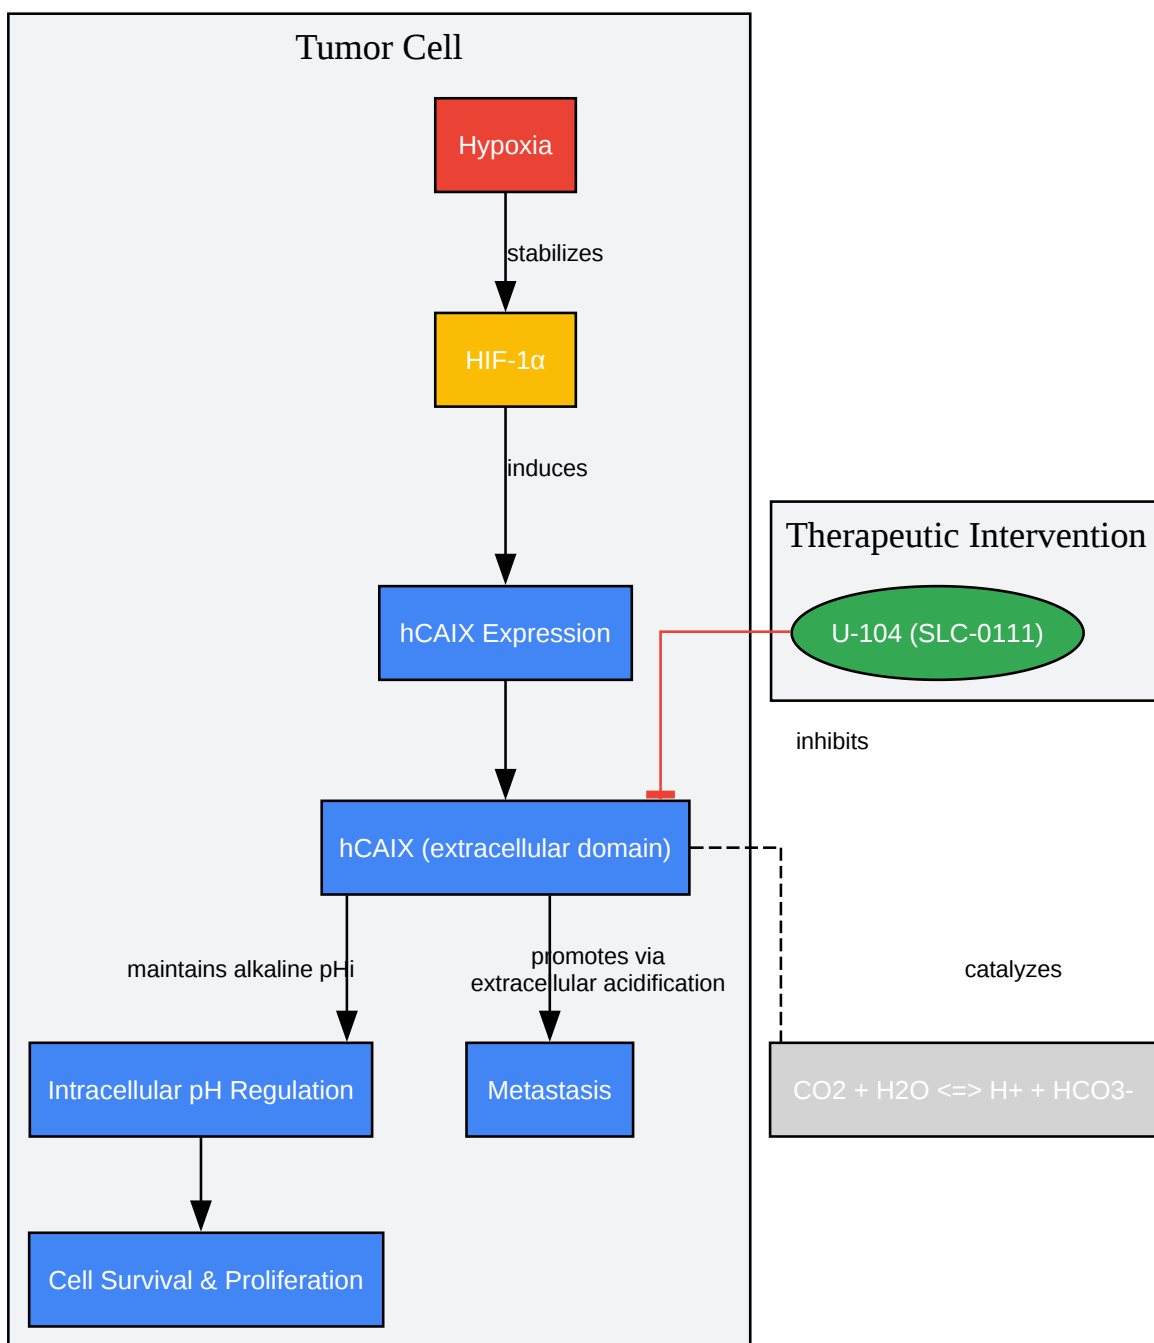 Tumor Cell
Hypoxia
stabilizes
HIF-1α
induces
Therapeutic Intervention
hCAIX Expression
U-104 (SLC-0111)
inhibits
hCAIX (extracellular domain)
maintains alkaline pHi
promotes via
extracellular acidification
catalyzes
Intracellular pH Regulation
Metastasis
CO2 + H2O <=> H+ + HCO3-
Cell Survival & Proliferation